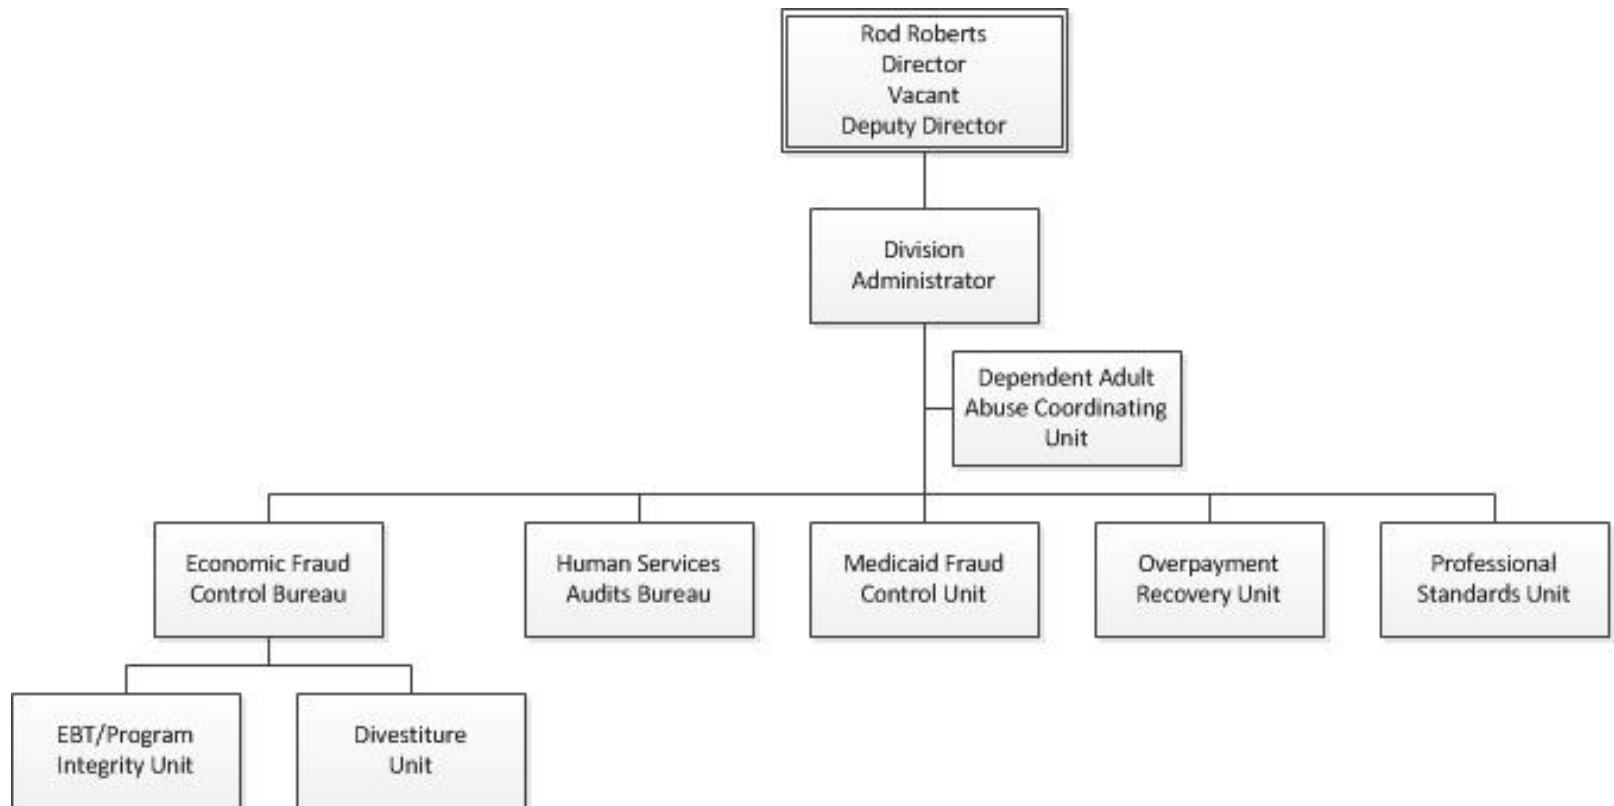 Rod Roberts
Director
Vacant
Deputy Director
Division
Administrator
Dependent Adult
Abuse Coordinating
Unit
Economic Fraud
Control Bureau
Human Services
Audits Bureau
Medicaid Fraud
Control Unit
Overpayment
Recovery Unit
Professional
Standards Unit
EBT/Program
Integrity Unit
Divestiture
Unit